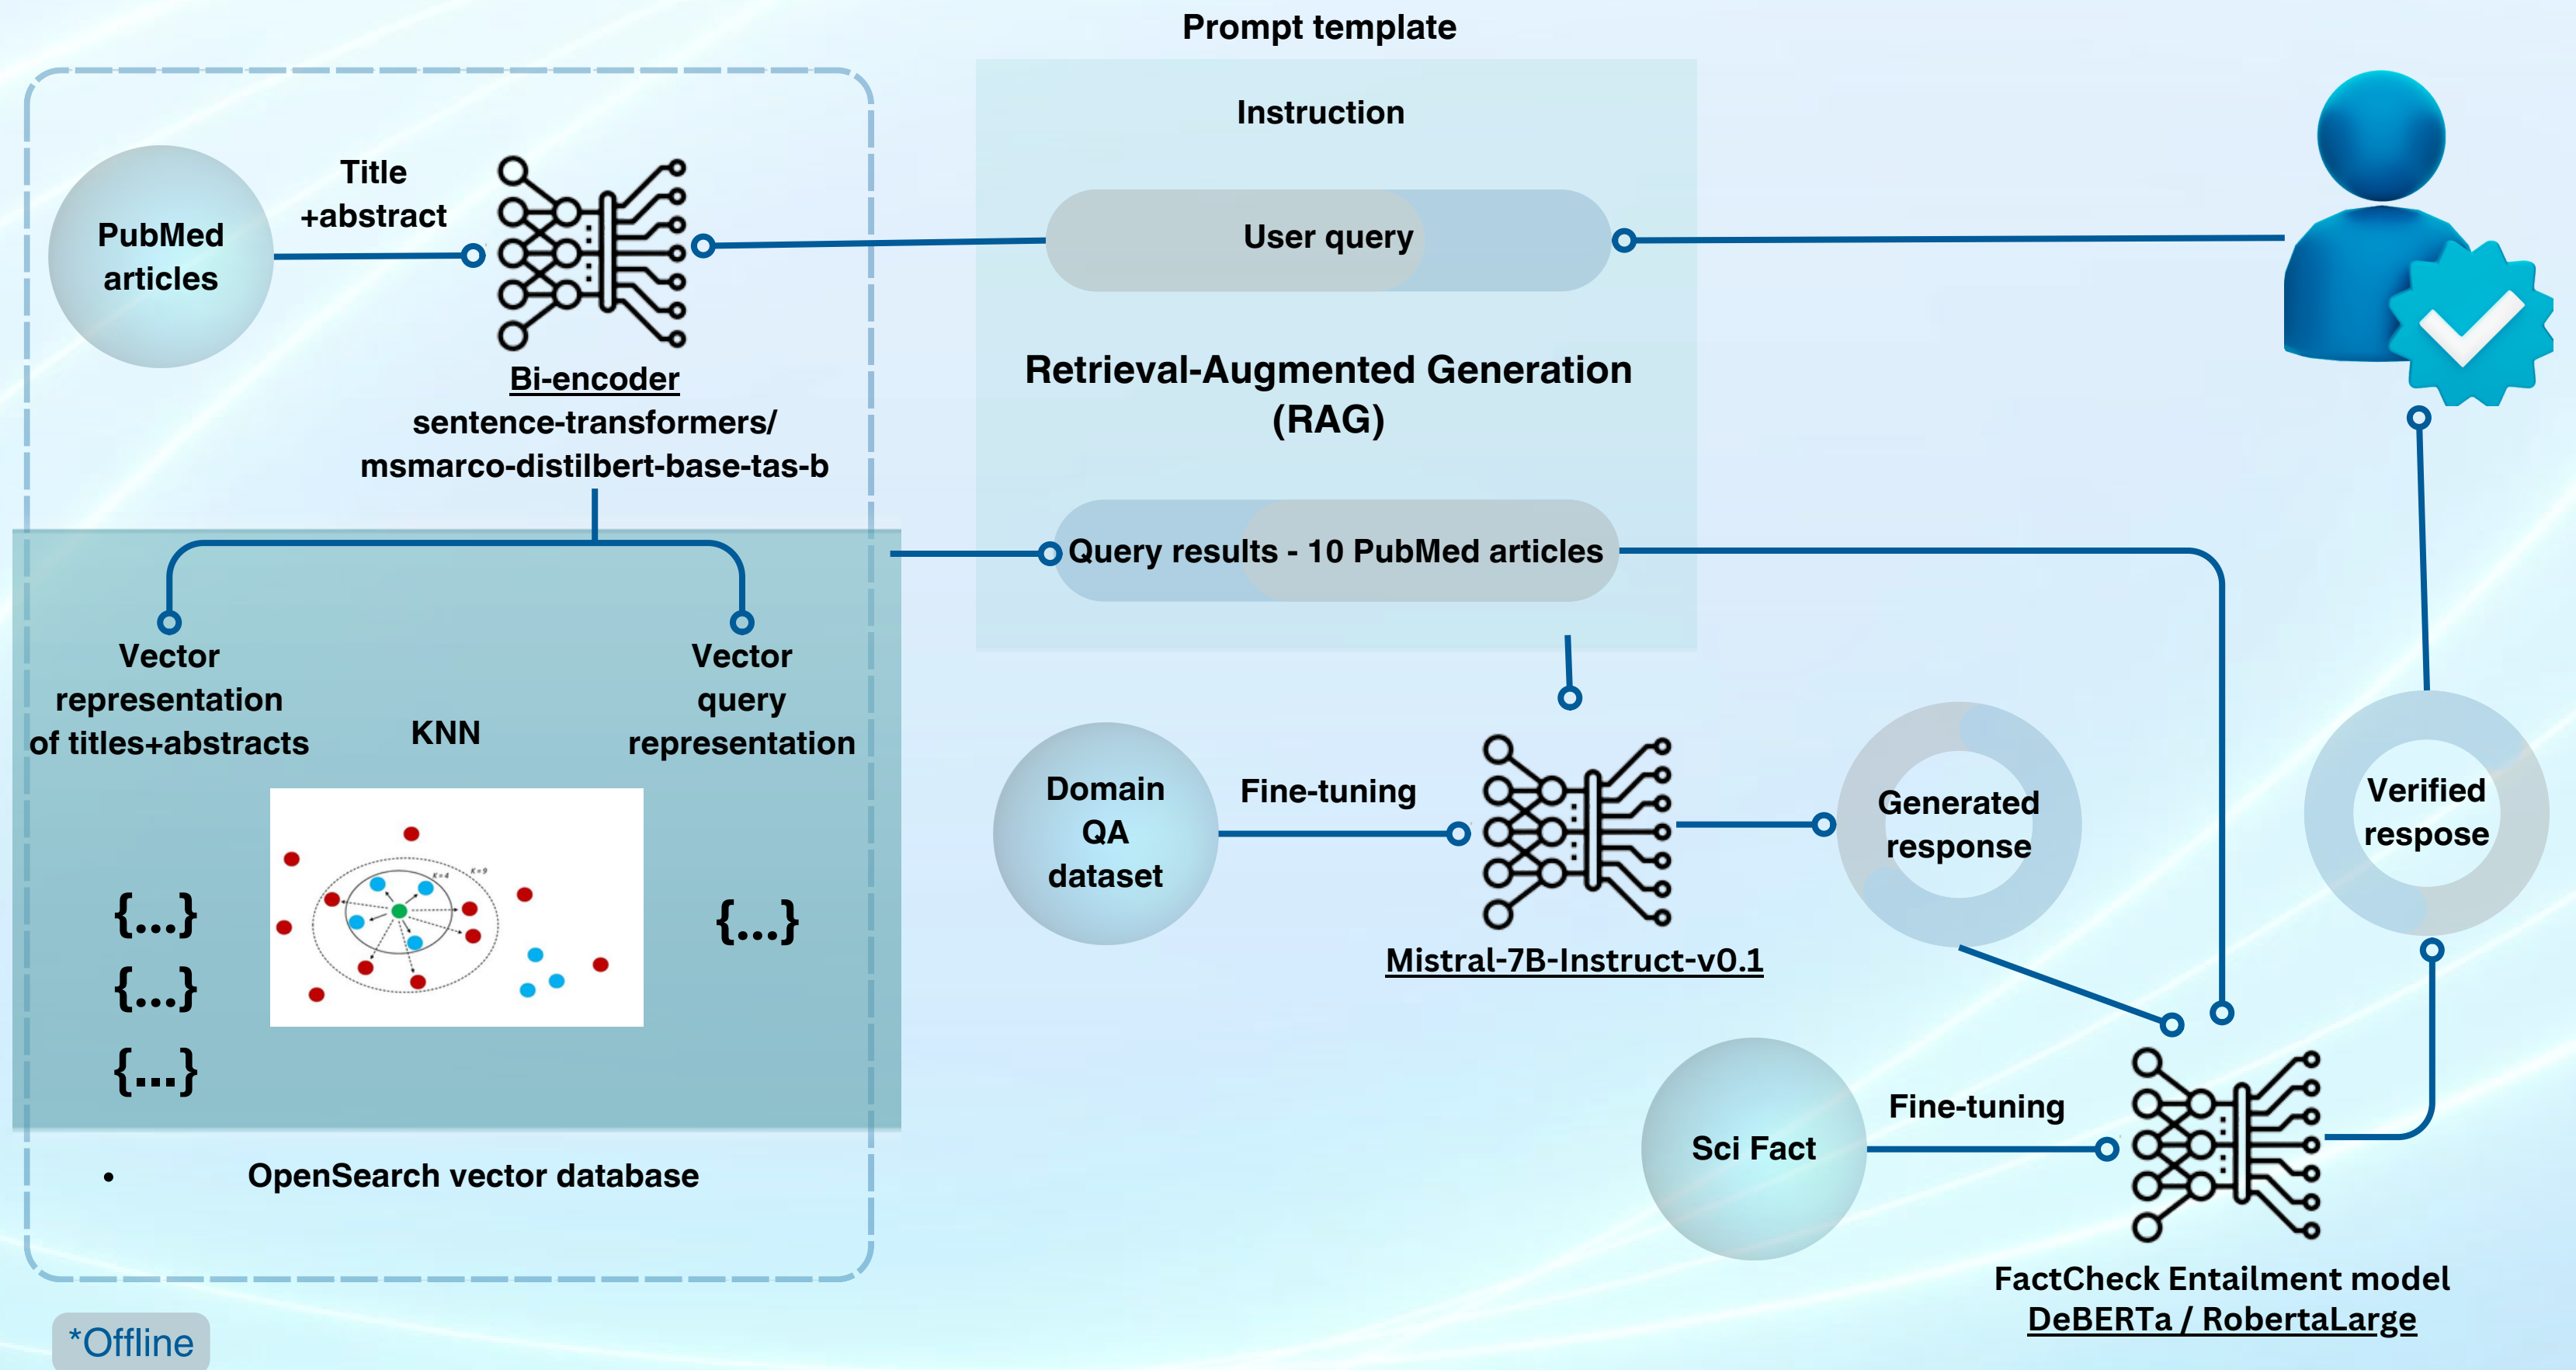 Prompt template
Instruction
User query
Retrieval-Augmented Generation
(RAG)
Query results - 10 PubMed articles
PubMed
articles
Title
+abstract
Bi-encoder
sentence-transformers/
msmarco-distilbert-base-tas-b
Vector
representation
of titles+abstracts
KNN
Vector
query
representation
K=4
K=9
{...}
{...}
{...}
{...}
• OpenSearch vector database
*Offline
Domain
QA
dataset
Fine-tuning
Mistral-7B-Instruct-v0.1
Generated
response
Verified
respose
Sci Fact
Fine-tuning
FactCheck Entailment model
DeBERTa / RobertaLarge